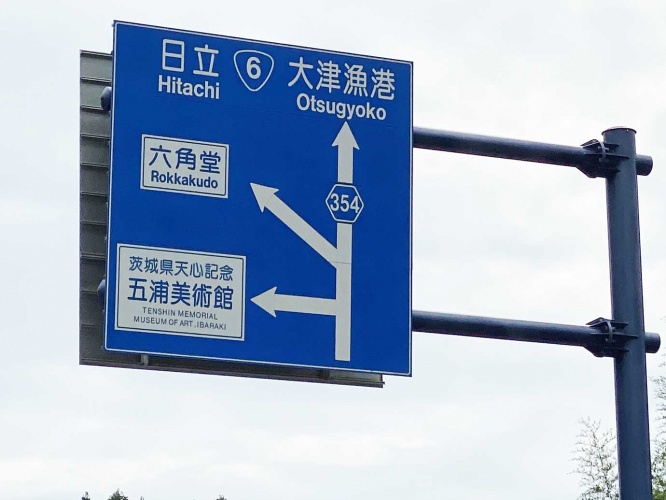 日立 6 大津漁港
Hitachi Otsugyoko
六角堂
Rokkakudo
354
茨城県天心記念
五浦美術館
TENSHIN MEMORIAL
MUSEUM OF ART, IBARAKI